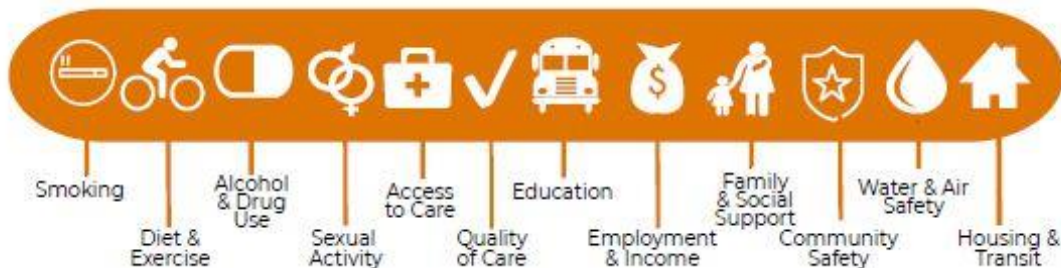 $
Smoking
Diet &
Exercise
Alcohol
& Drug
Use
Sexual
Activity
Access
to Care
Quality
of Care
Education
Employment
& Income
Family
& Social
Support
Community
Safety
Water & Air
Safety
Housing &
Transit